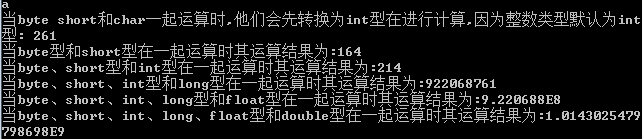 a
当byte short和char一起运算时,他们会先转换为int型在进行计算,因为整数类型默认为int
型: 261
当byte型和short型在一起运算时其运算结果为:164
当byte、short型和int型在一起运算时其运算结果为:214
当byte、short、int型和long型在一起运算时其运算结果为:922068761
当byte、short、int、long型和float型在一起运算时其运算结果为:9.220688E8
当byte、short、int、long、float型和double型在一起运算时其运算结果为:1.0143025470
798698E9